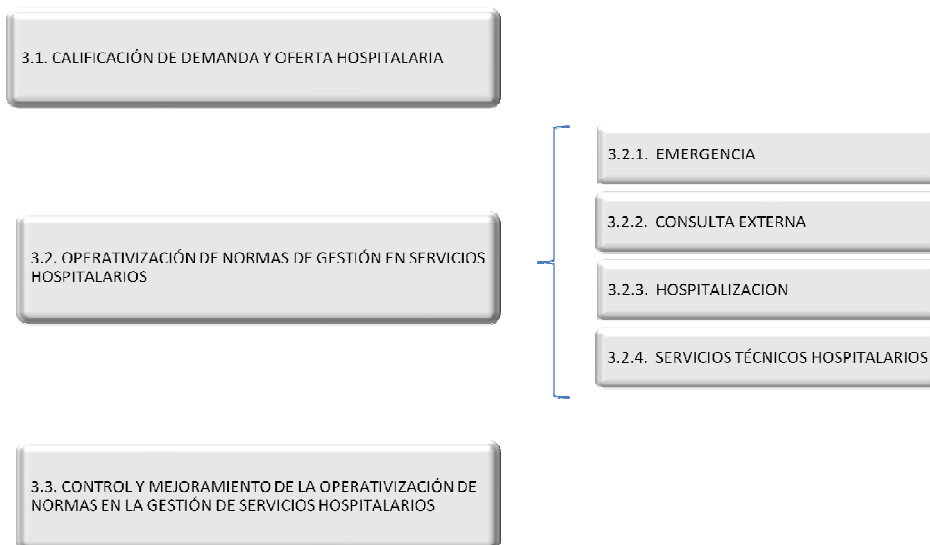 3.1. CALIFICACIÓN DE DEMANDA Y OFERTA HOSPITALARIA
3.2. OPERATIVIZACIÓN DE NORMAS DE GESTIÓN EN SERVICIOS
HOSPITALARIOS
3.2.1. EMERGENCIA
3.2.2. CONSULTA EXTERNA
3.2.3. HOSPITALIZACION
3.2.4. SERVICIOS TÉCNICOS HOSPITALARIOS
3.3. CONTROL Y MEJORAMIENTO DE LA OPERATIVIZACIÓN DE
NORMAS EN LA GESTIÓN DE SERVICIOS HOSPITALARIOS